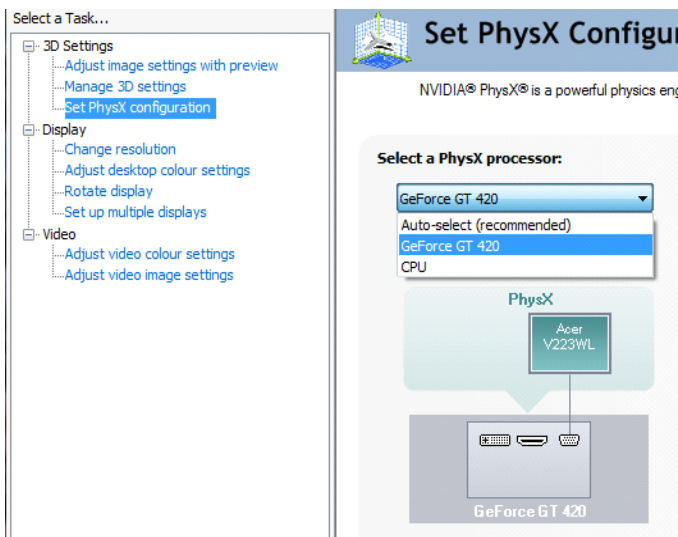 Select a Task...
3D Settings
Adjust image settings with preview
Manage 3D settings
Set PhysX configuration
Display
Change resolution
Adjust desktop colour settings
Rotate display
Set up multiple displays
Video
Adjust video colour settings
Adjust video image settings
Set PhysX Configur
NVIDIA® PhysX® is a powerful physics eng
Select a PhysX processor:
GeForce GT 420
Auto-select (recommended)
GeForce GT 420
CPU
PhysX
Acer
V223WL
GeForce GT 420